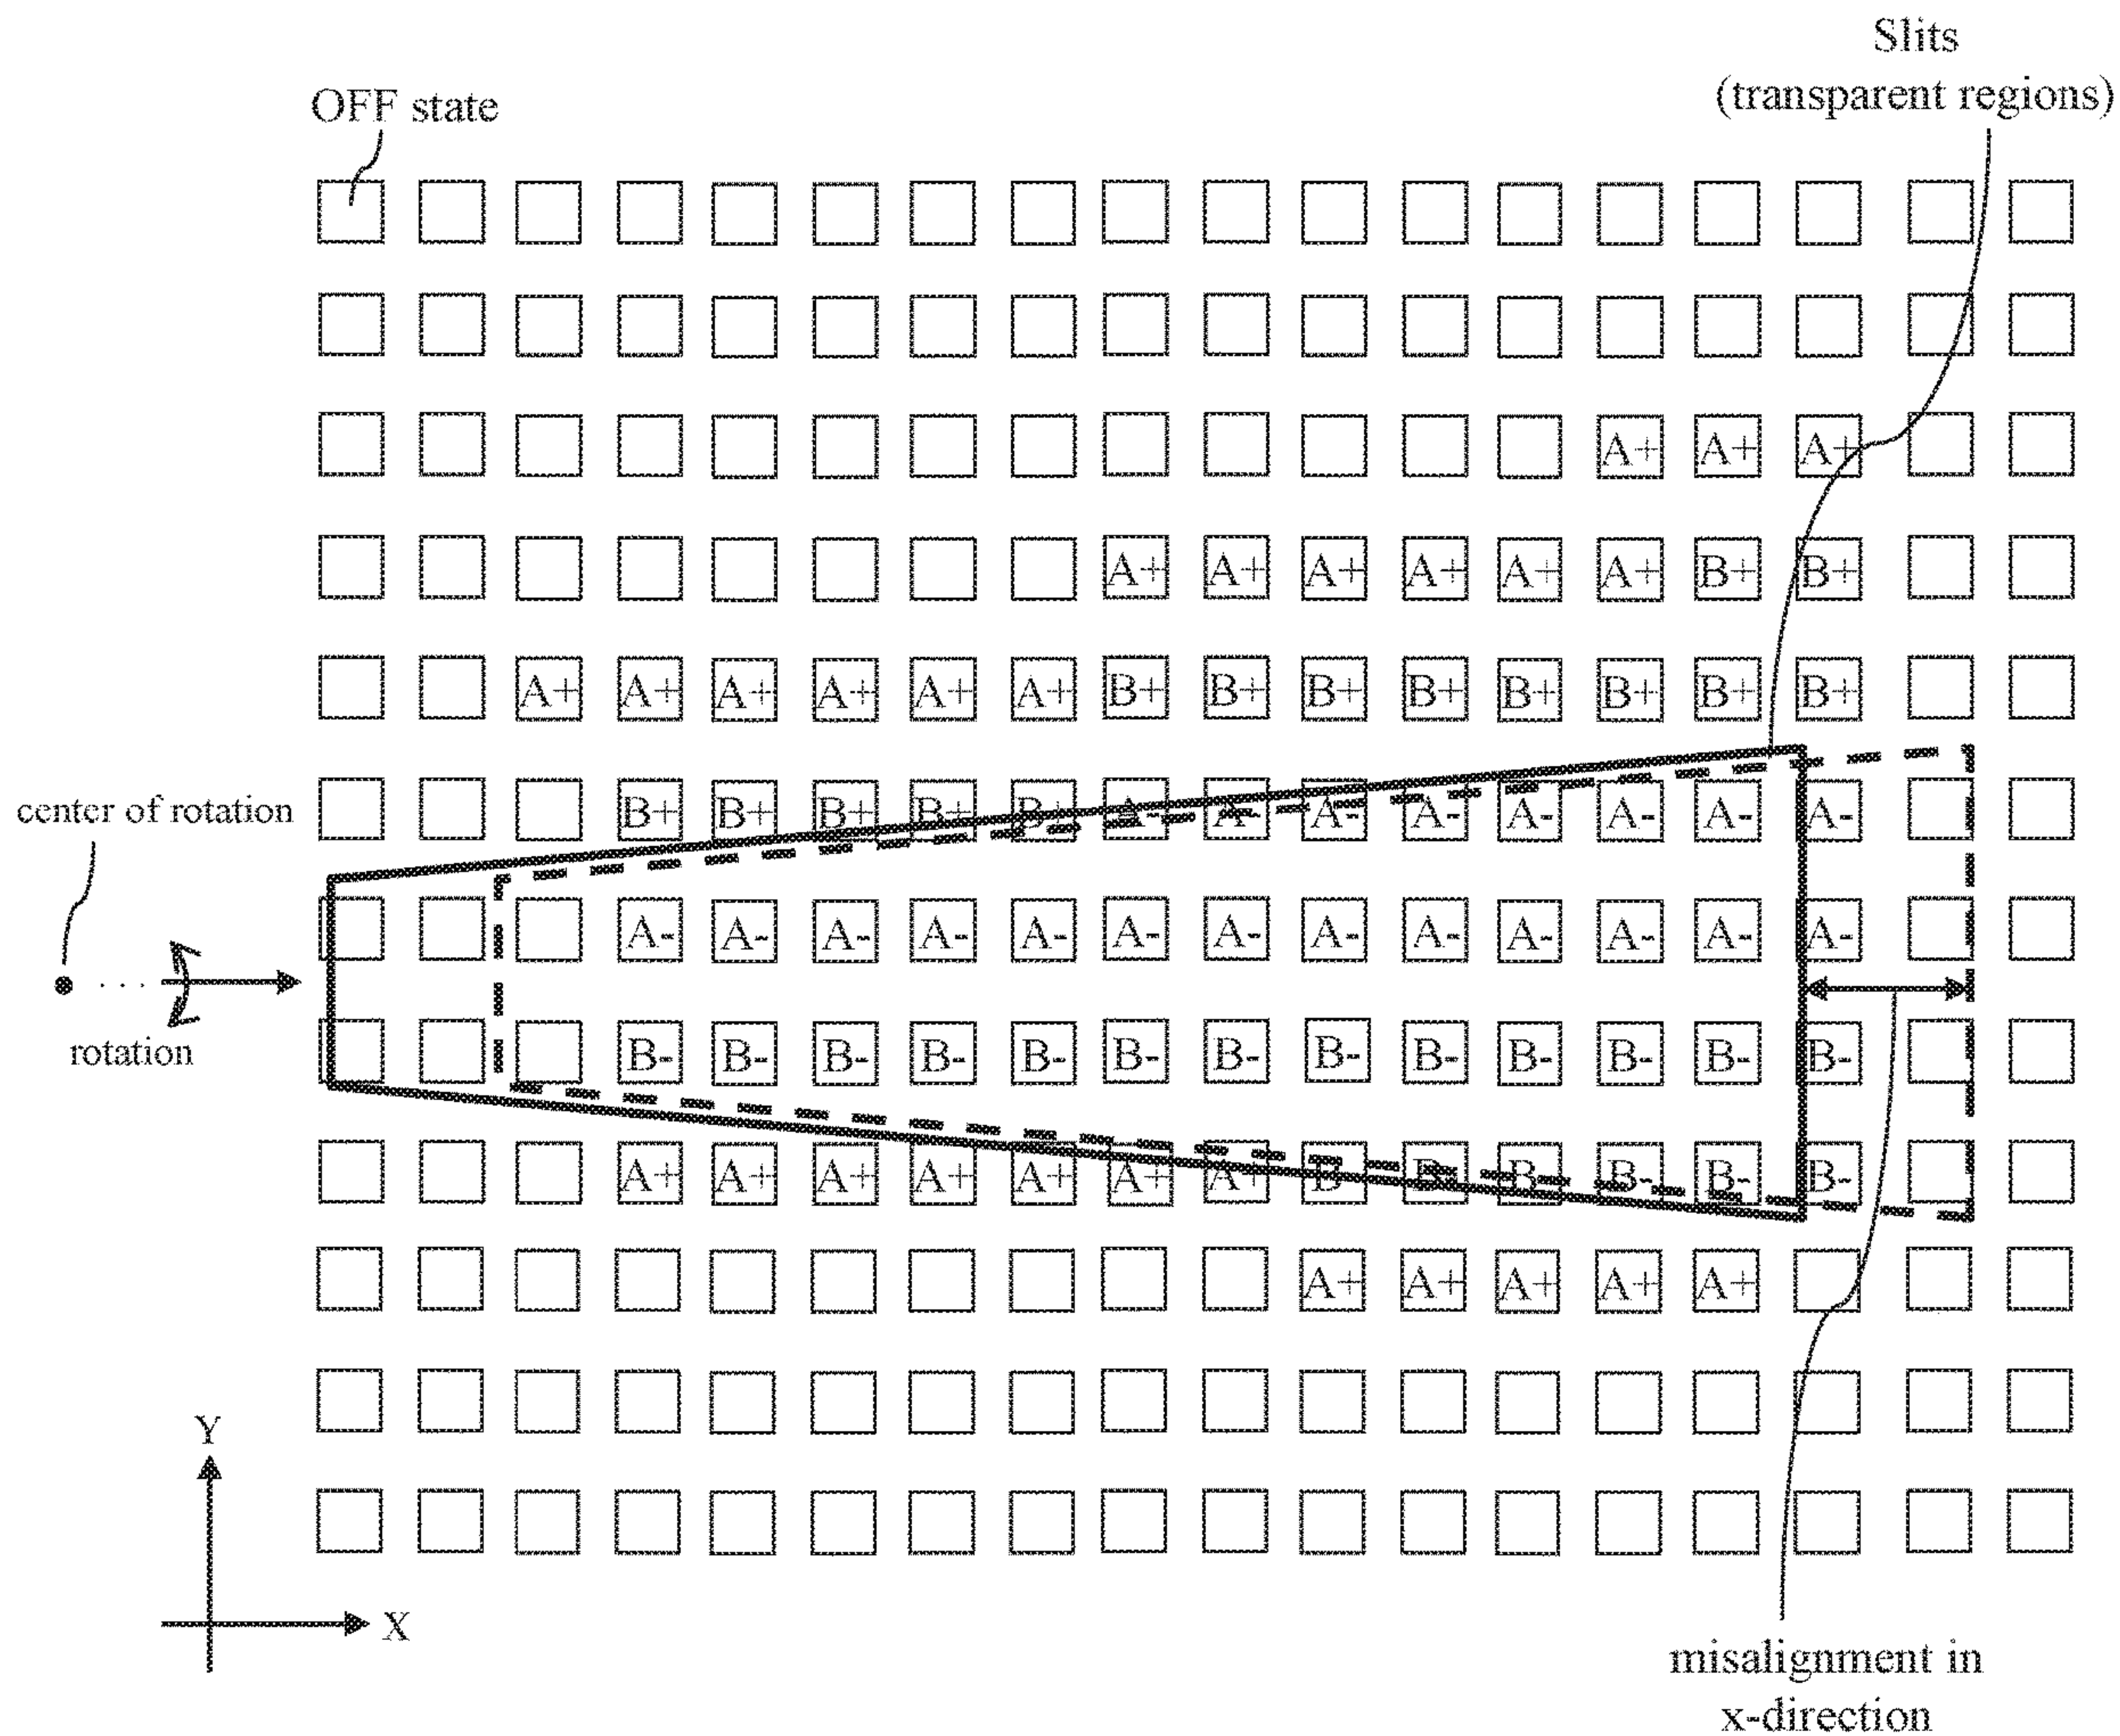 Slits
(transparent regions)
OFF state
A+ A+ A+
A+ A+ A+ A+ A+ A+ B+ B+
A+ A+ A+ A+ A+ A+ B+ B+ B+ B+ B+ B+ B+ B+
center of rotation
B+ B+ B+ B+ B+ A- A- A- A- A- A- A- A-
A- A- A- A- A- A- A- A- A- A- A- A- A-
rotation
B- B- B- B- B- B- B- B- B- B- B- B- B-
A+ A+ A+ A+ A+ A+ A+ B- B- B- B- B- B-
A+ A+ A+ A+ A+
Y
X
misalignment in
x-direction